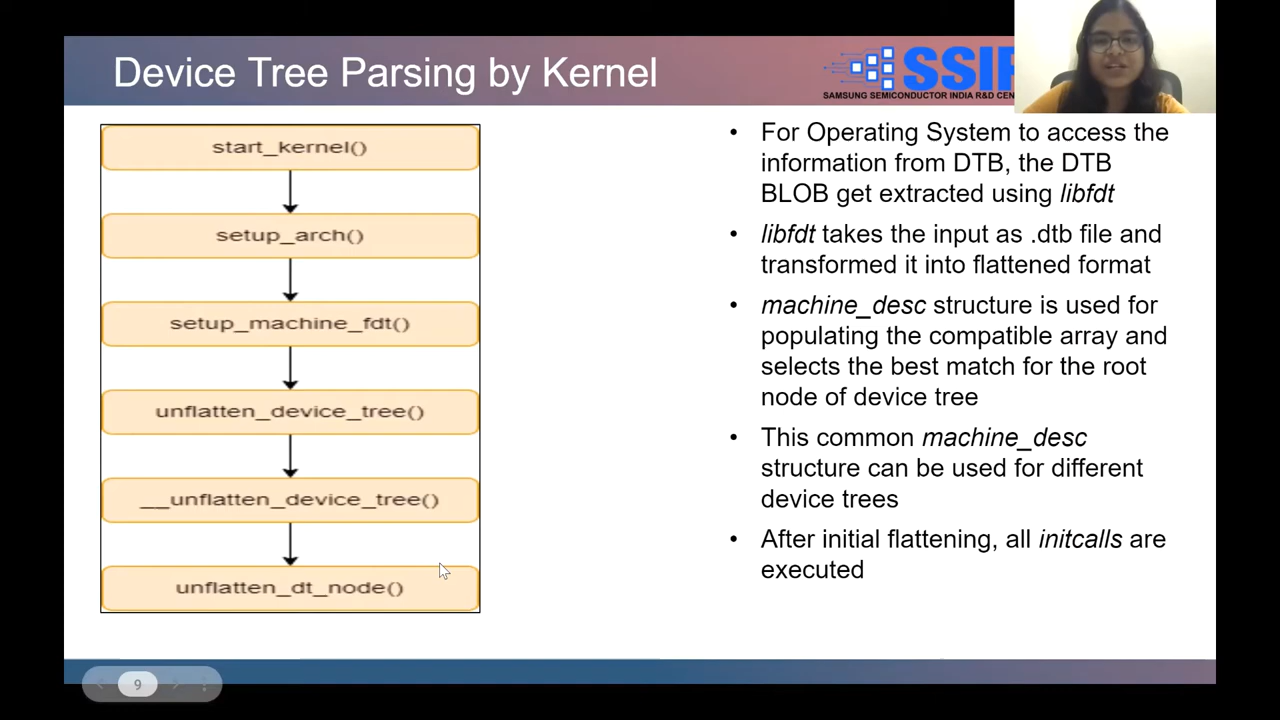 Device Tree Parsing by Kernel
SSI
SAMSUNG SEMICONDUCTOR INDIA R&D CEN
start_kernel()
setup_arch()
setup_machine_fdt()
unflatten_device_tree()
__unflatten_device_tree()
unflatten_dt_node()
• For Operating System to access the
information from DTB, the DTB
BLOB get extracted using libfdt
• libfdt takes the input as .dtb file and
transformed it into flattened format
• machine_desc structure is used for
populating the compatible array and
selects the best match for the root
node of device tree
• This common machine_desc
structure can be used for different
device trees
• After initial flattening, all initcalls are
executed
9